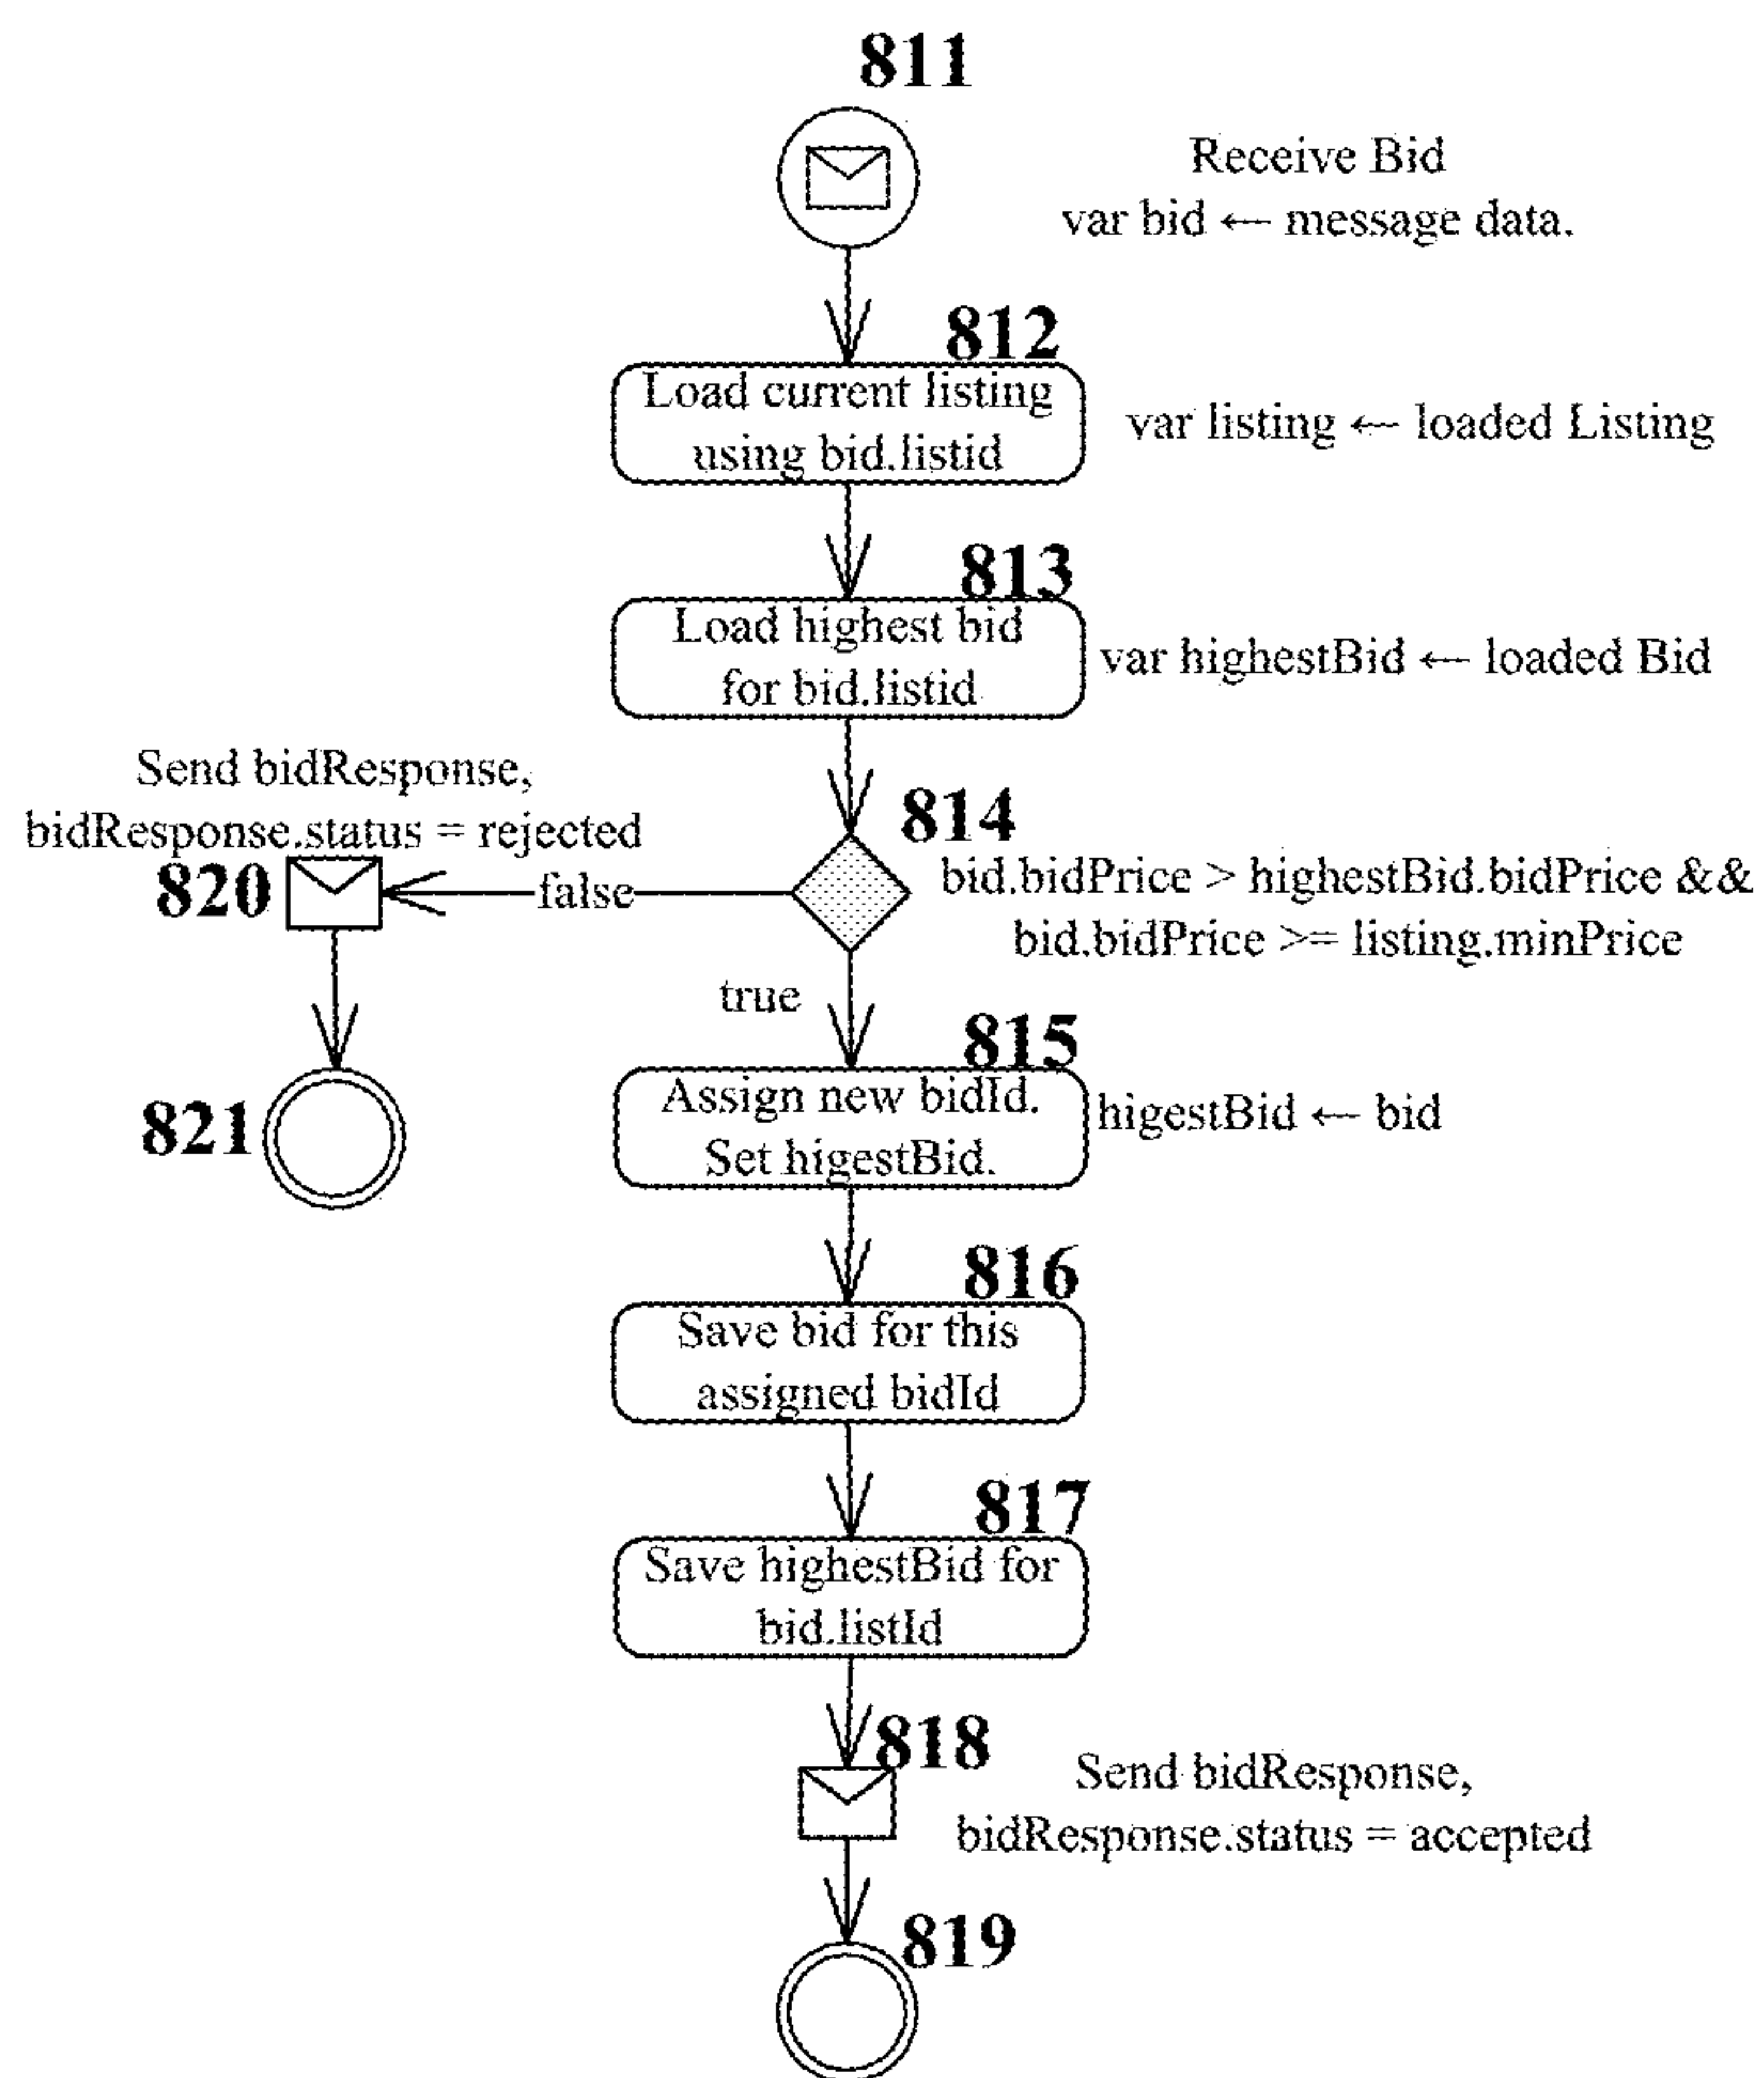 811
Receive Bid
var bid ← message data.
812
Load current listing
using bid.listid
var listing ← loaded Listing
813
Load highest bid
for bid.listid
var highestBid ← loaded Bid
Send bidResponse,
bidResponse.status = rejected
820
false
814
bid.bidPrice > highestBid.bidPrice &&
bid.bidPrice >= listing.minPrice
true
821
815
Assign new bidId.
Set higestBid.
higestBid ← bid
816
Save bid for this
assigned bidId
817
Save highestBid for
bid.listId
818
Send bidResponse,
bidResponse.status = accepted
819